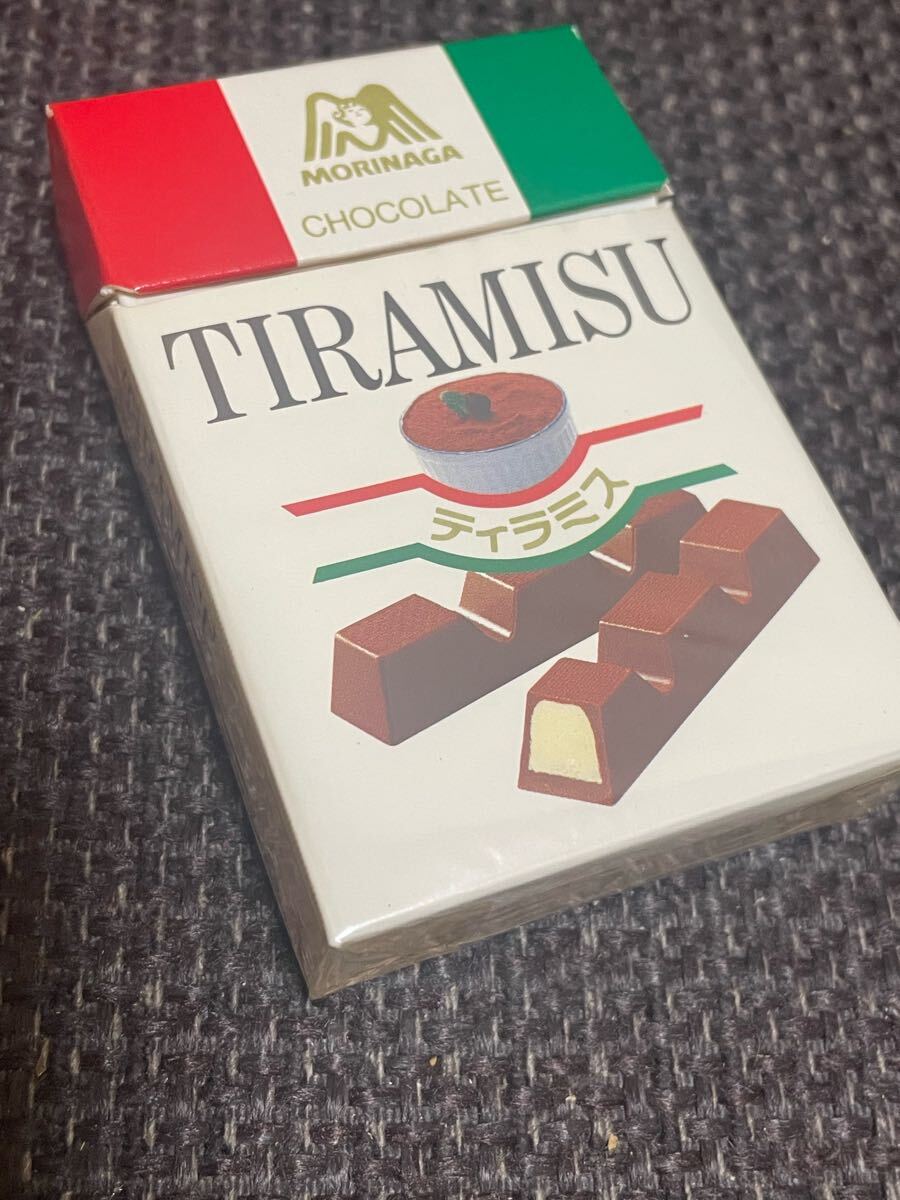 MORINAGA
CHOCOLATE
TIRAMISU
ティラミス